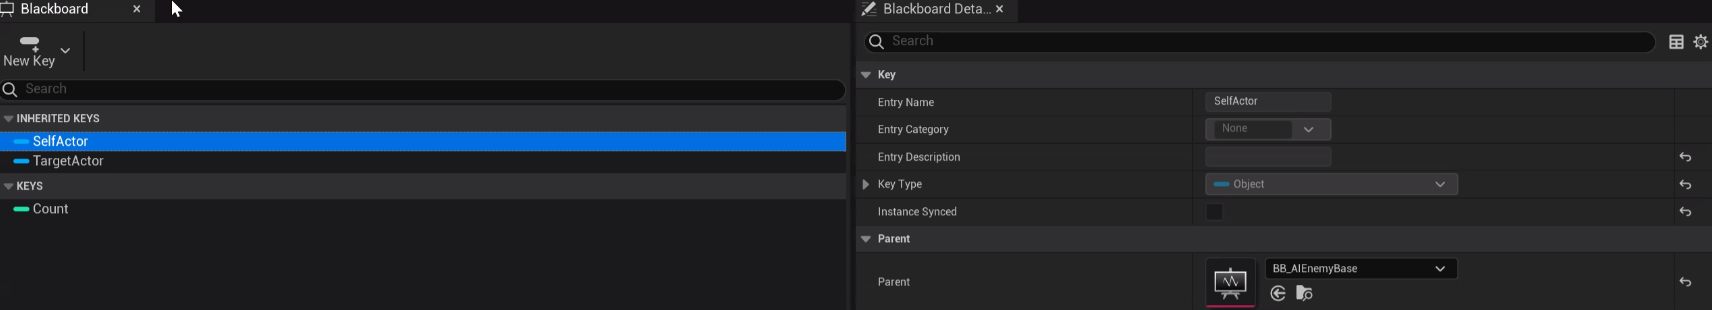 Blackboard
New Key
Search
INHERITED KEYS
SelfActor
TargetActor
KEYS
Count
Blackboard Deta...
Search
Key
Entry Name SelfActor
Entry Category None
Entry Description
Key Type Object
Instance Synced
Parent
Parent BB_AIEnemyBase